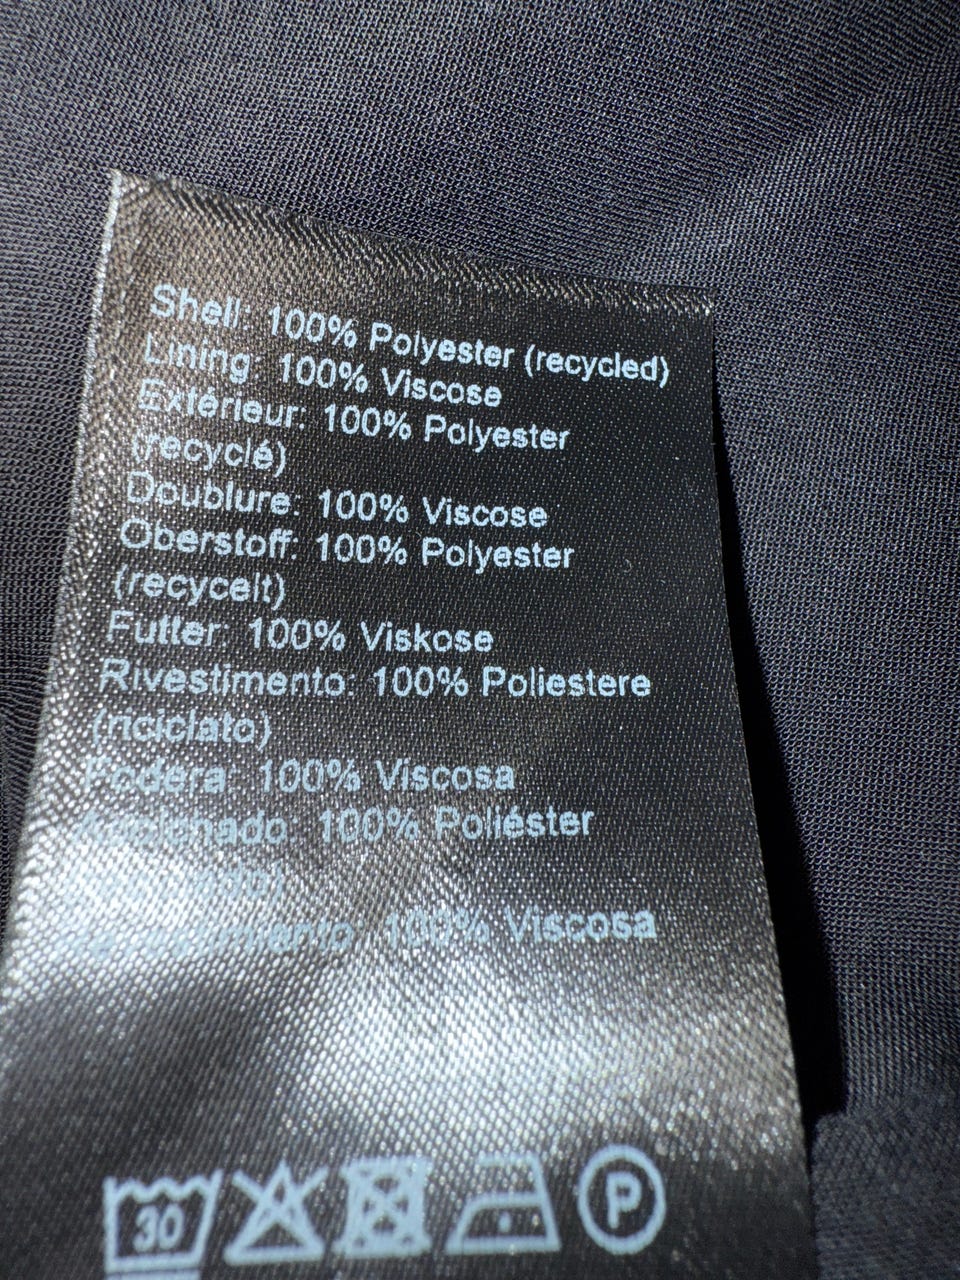 Shell: 100% Polyester (recycled)
Lining: 100% Viscose
Extérieur: 100% Polyester
(recyclé)
Doublure: 100% Viscose
Oberstoff: 100% Polyester
(recycelt)
Futter: 100% Viskose
Rivestimento: 100% Poliestere
(riciclato)
Fodera: 100% Viscosa
100% Poliéster
100% Viscosa
30
P